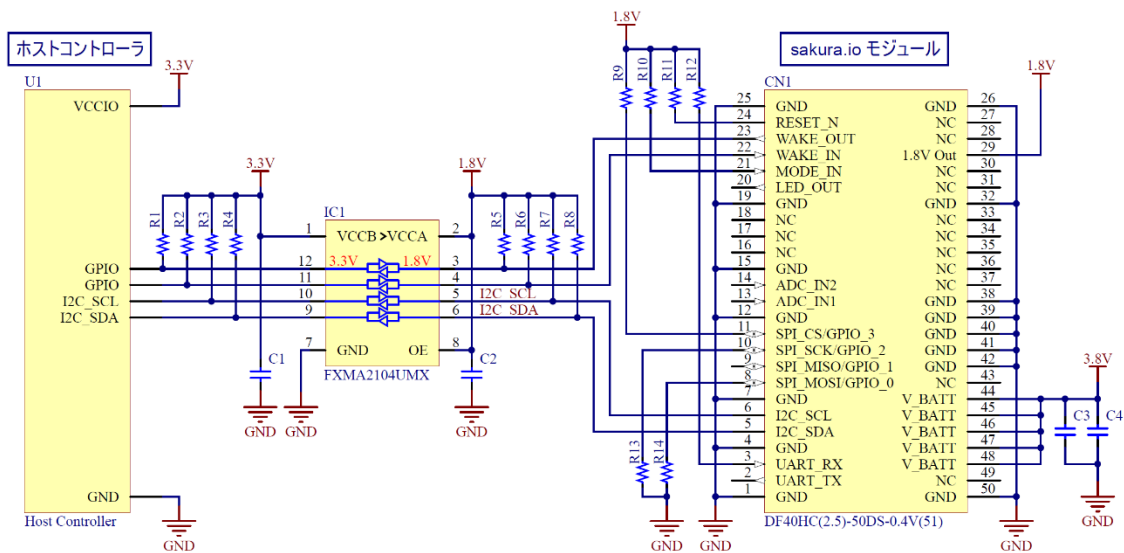 ホストコントローラ
U1
3.3V
VCCIO
GPIO
GPIO
I2C_SCL
I2C_SDA
GND
Host Controller
GND
R1
R2
R3
R4
3.3V
1.8V
IC1
1
VCCB>VCCA
2
12
3.3V
1.8V
3
11
4
10
5
I2C_SCL
9
6
I2C_SDA
7
GND
OE
8
FXMA2104UMX
C1
GND
GND
C2
GND
R5
R6
R7
R8
1.8V
R9
R10
R11
R12
R13
R14
GND
GND
sakura.io モジュール
CN1
25 GND
24 RESET_N
23 WAKE_OUT
22 WAKE_IN
21 MODE_IN
20 LED_OUT
19 GND
18 NC
17 NC
16 NC
15 GND
14 ADC_IN2
13 ADC_IN1
12 GND
11 SPI_CS/GPIO_3
10 SPI_SCK/GPIO_2
9 SPI_MISO/GPIO_1
8 SPI_MOSI/GPIO_0
7 GND
6 I2C_SCL
5 I2C_SDA
4 GND
3 UART_RX
2 UART_TX
1 GND
GND 26
NC 27
NC 28
1.8V Out 29
NC 30
NC 31
GND 32
NC 33
NC 34
NC 35
NC 36
NC 37
GND 38
GND 39
GND 40
GND 41
GND 42
NC 43
V_BATT 44
V_BATT 45
V_BATT 46
V_BATT 47
V_BATT 48
NC 49
GND 50
DF40HC(2.5)-50DS-0.4V(51)
1.8V
3.8V
C3
C4
GND
GND